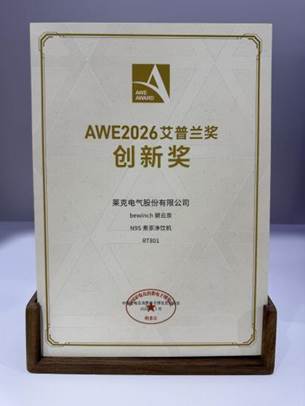 AWE
AWARD
AWE2026艾普兰奖
创新奖
莱克电气股份有限公司
bewinch 碧云泉
N9S 煮茶净饮机
RT801